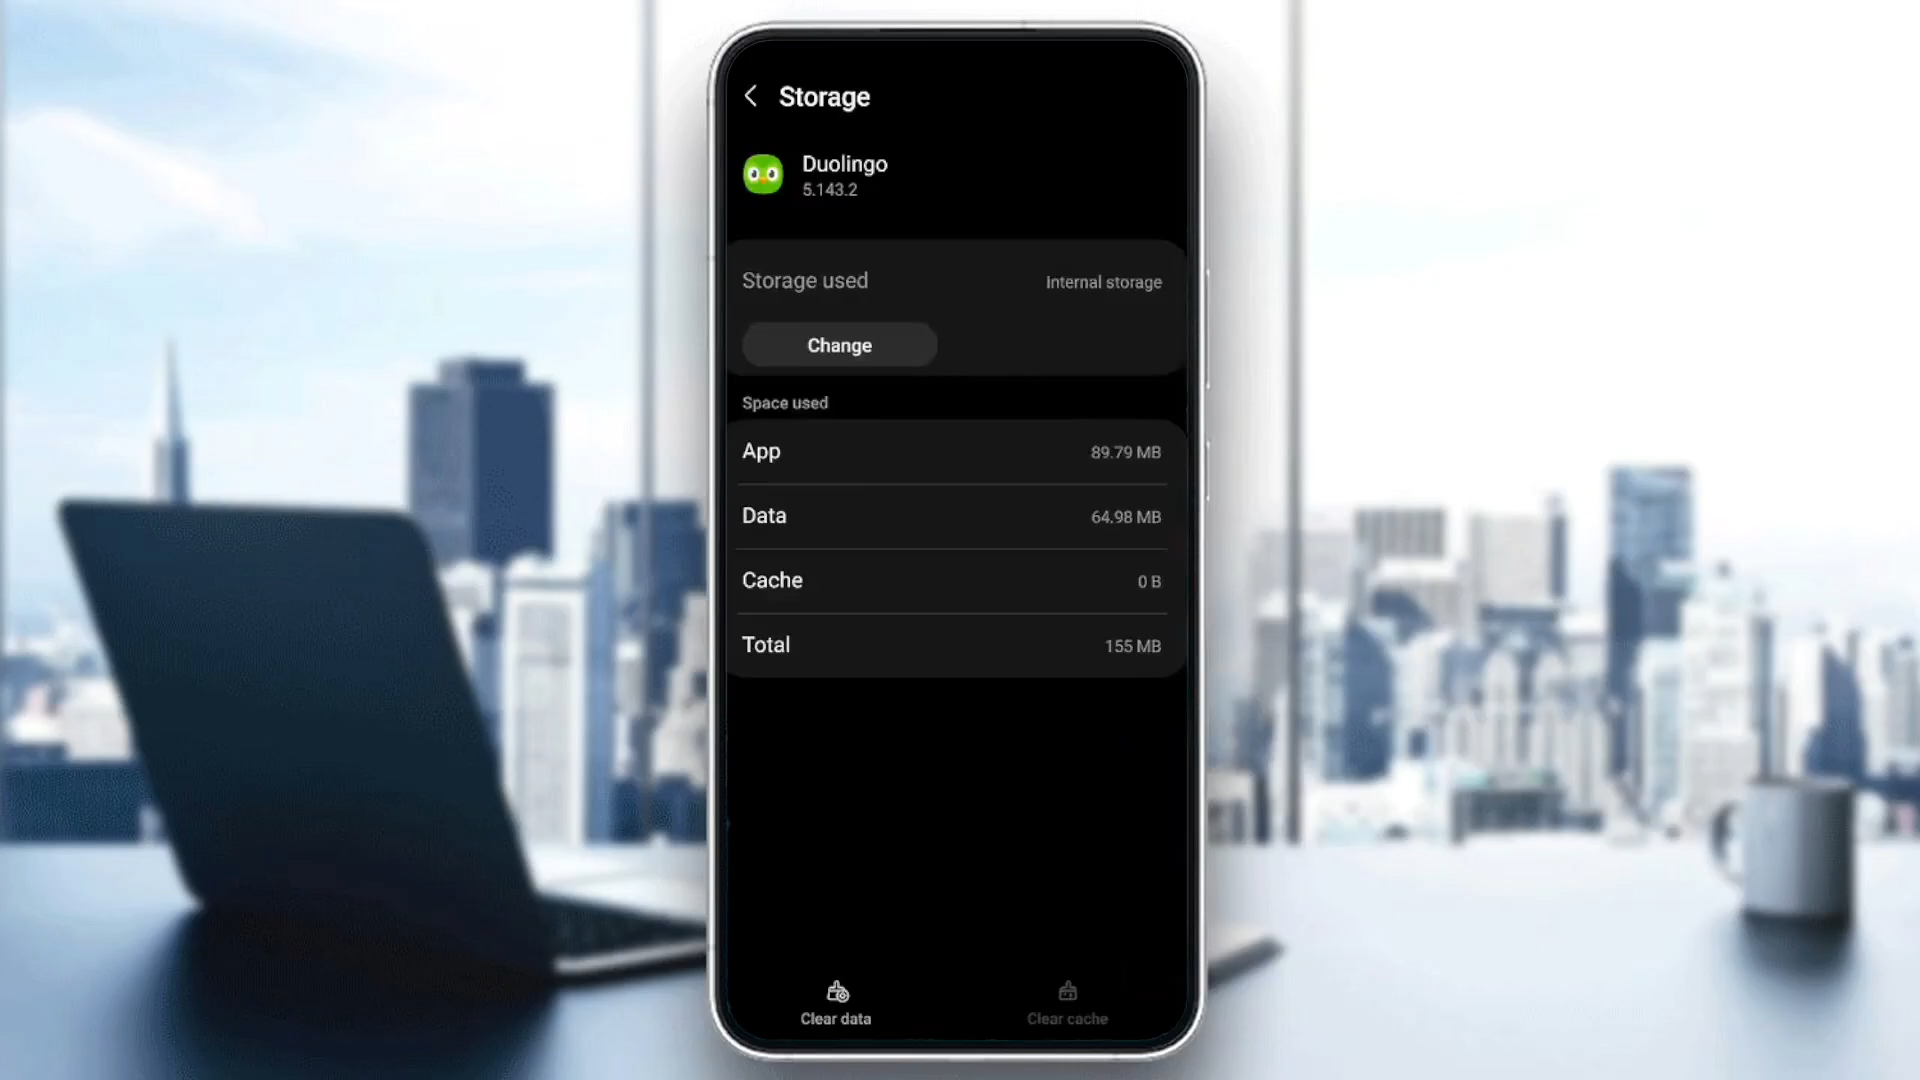 Storage
Duolingo
5.143.2
Storage used
Internal storage
Change
Space used
App
89.79 MB
Data
64.98 MB
Cache
0 B
Total
155 MB
Clear data
Clear cache